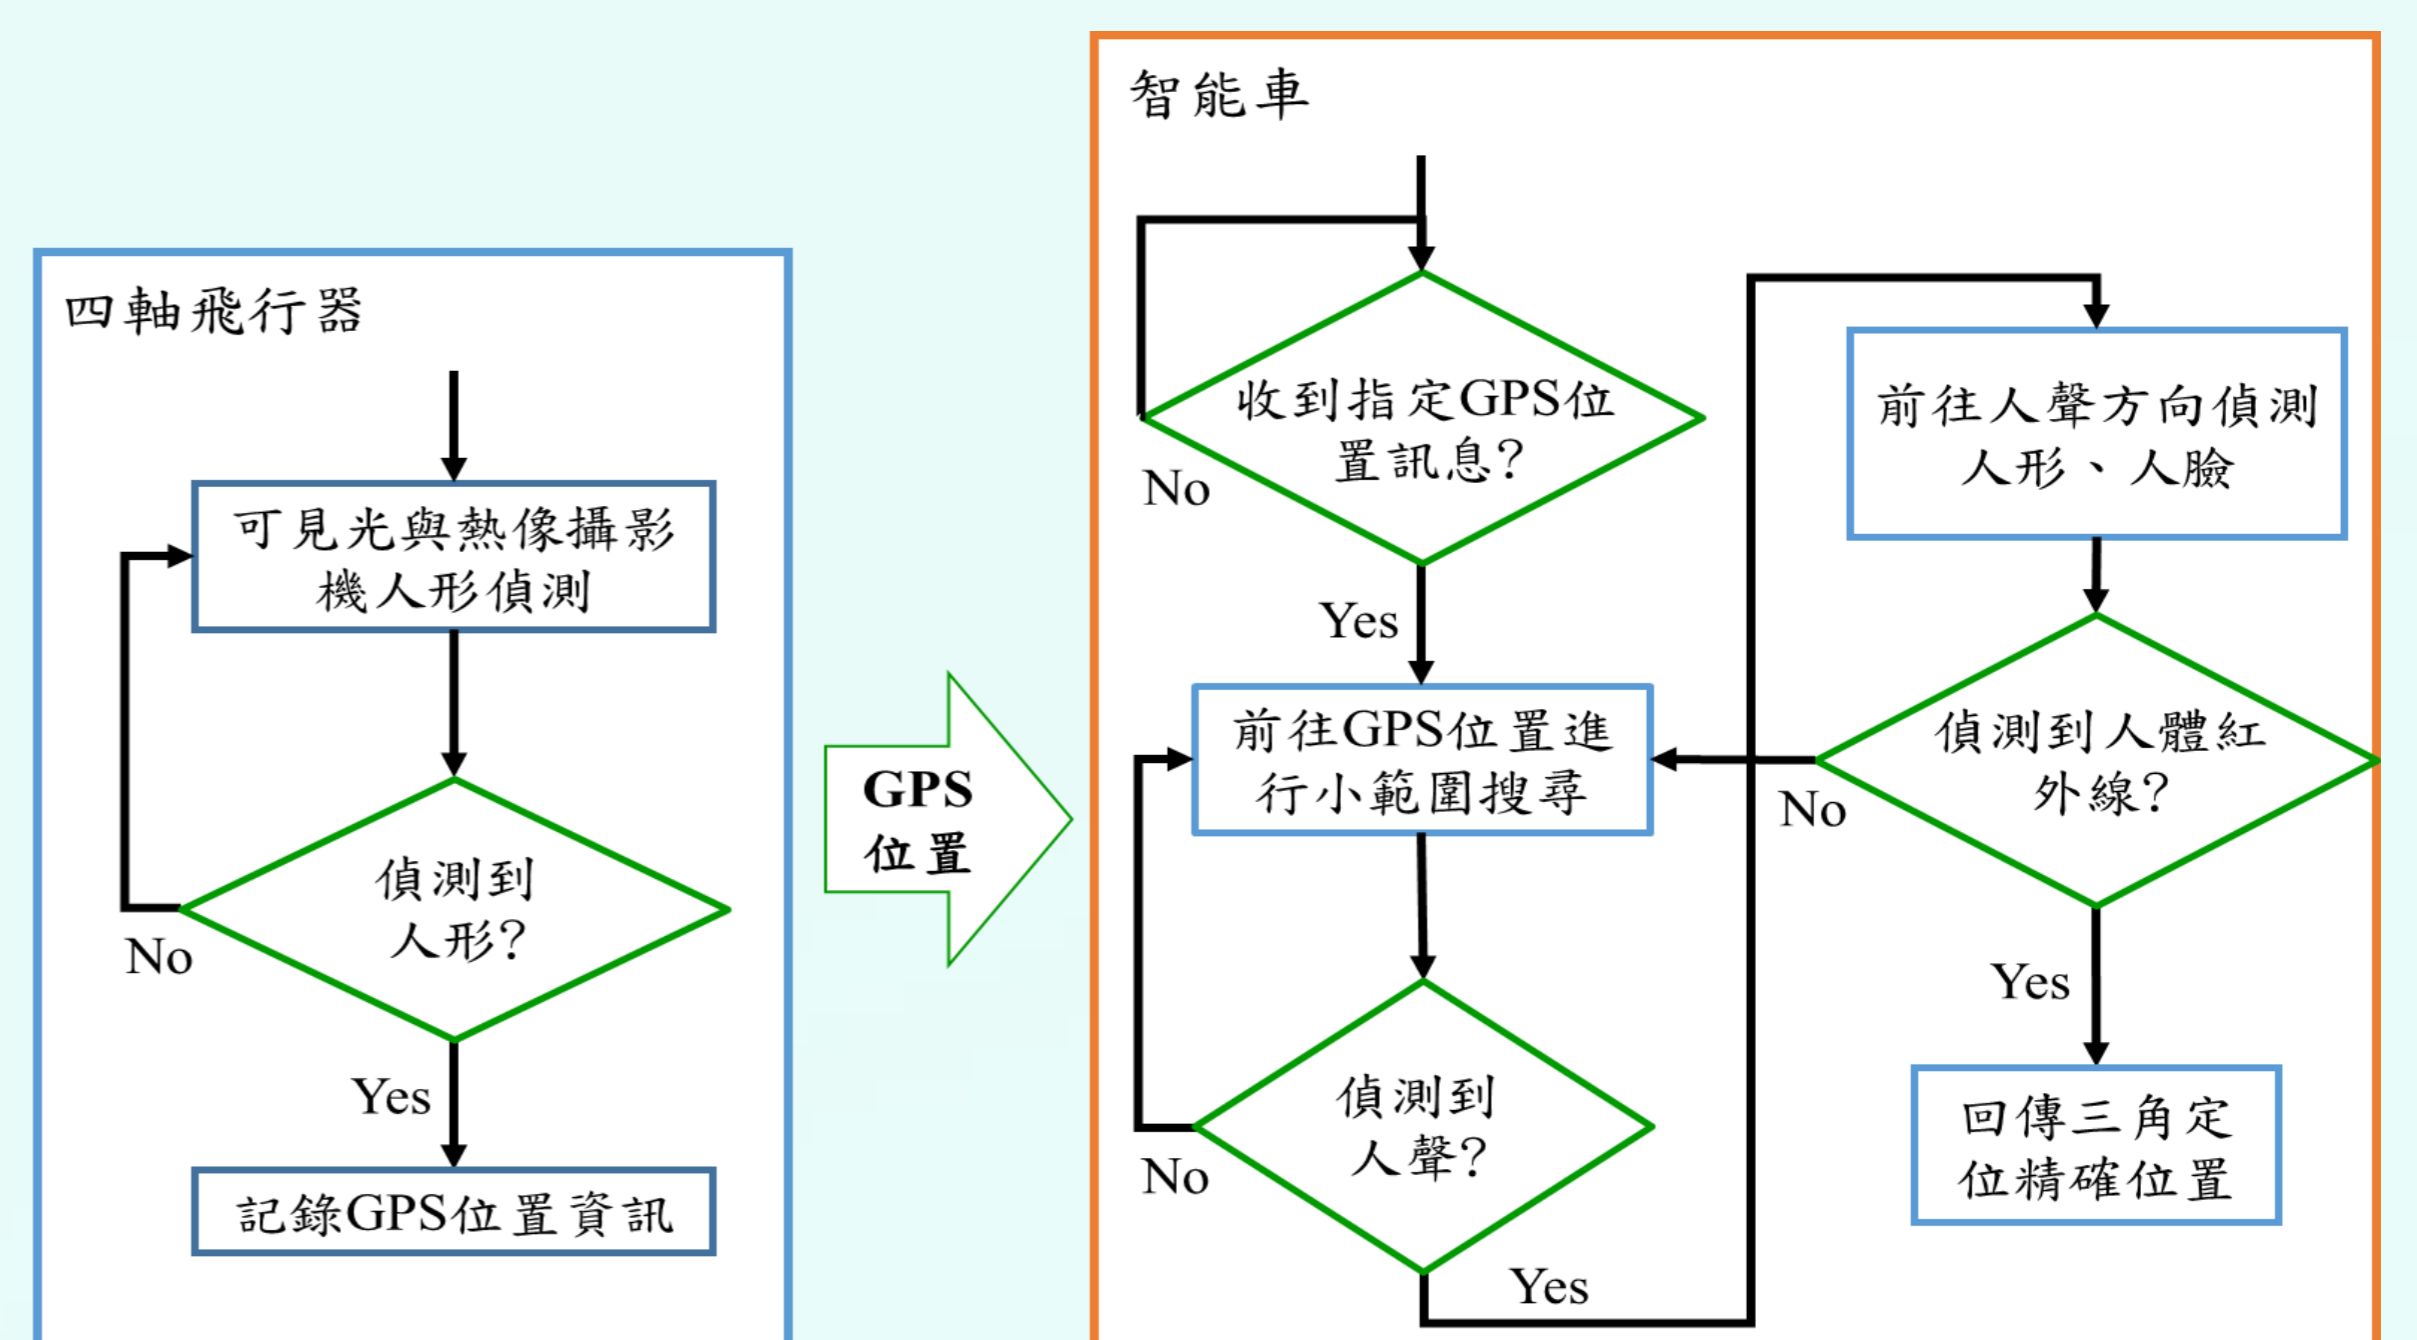 四軸飛行器
可見光與熱像攝影
機人形偵測
偵測到
人形?
No
Yes
記錄GPS位置資訊
GPS
位置
智能車
收到指定GPS位
置訊息?
No
Yes
前往GPS位置進
行小範圍搜尋
偵測到
人聲?
No
Yes
前往人聲方向偵測
人形、人臉
偵測到人體紅
外線?
No
Yes
回傳三角定
位精確位置